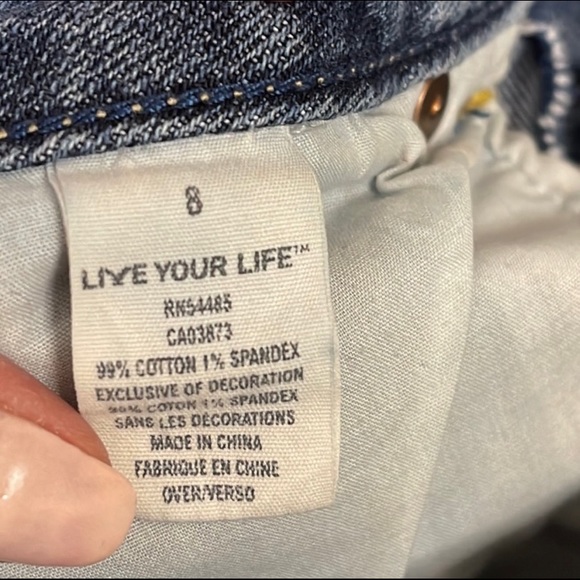 8
LIVE YOUR LIFE™
RN54485
CA03873
99% COTTON 1% SPANDEX
EXCLUSIVE OF DECORATION
99% COTON 1% SPANDEX
SANS LES DÉCORATIONS
MADE IN CHINA
FABRIQUE EN CHINE
OVER/VERSO